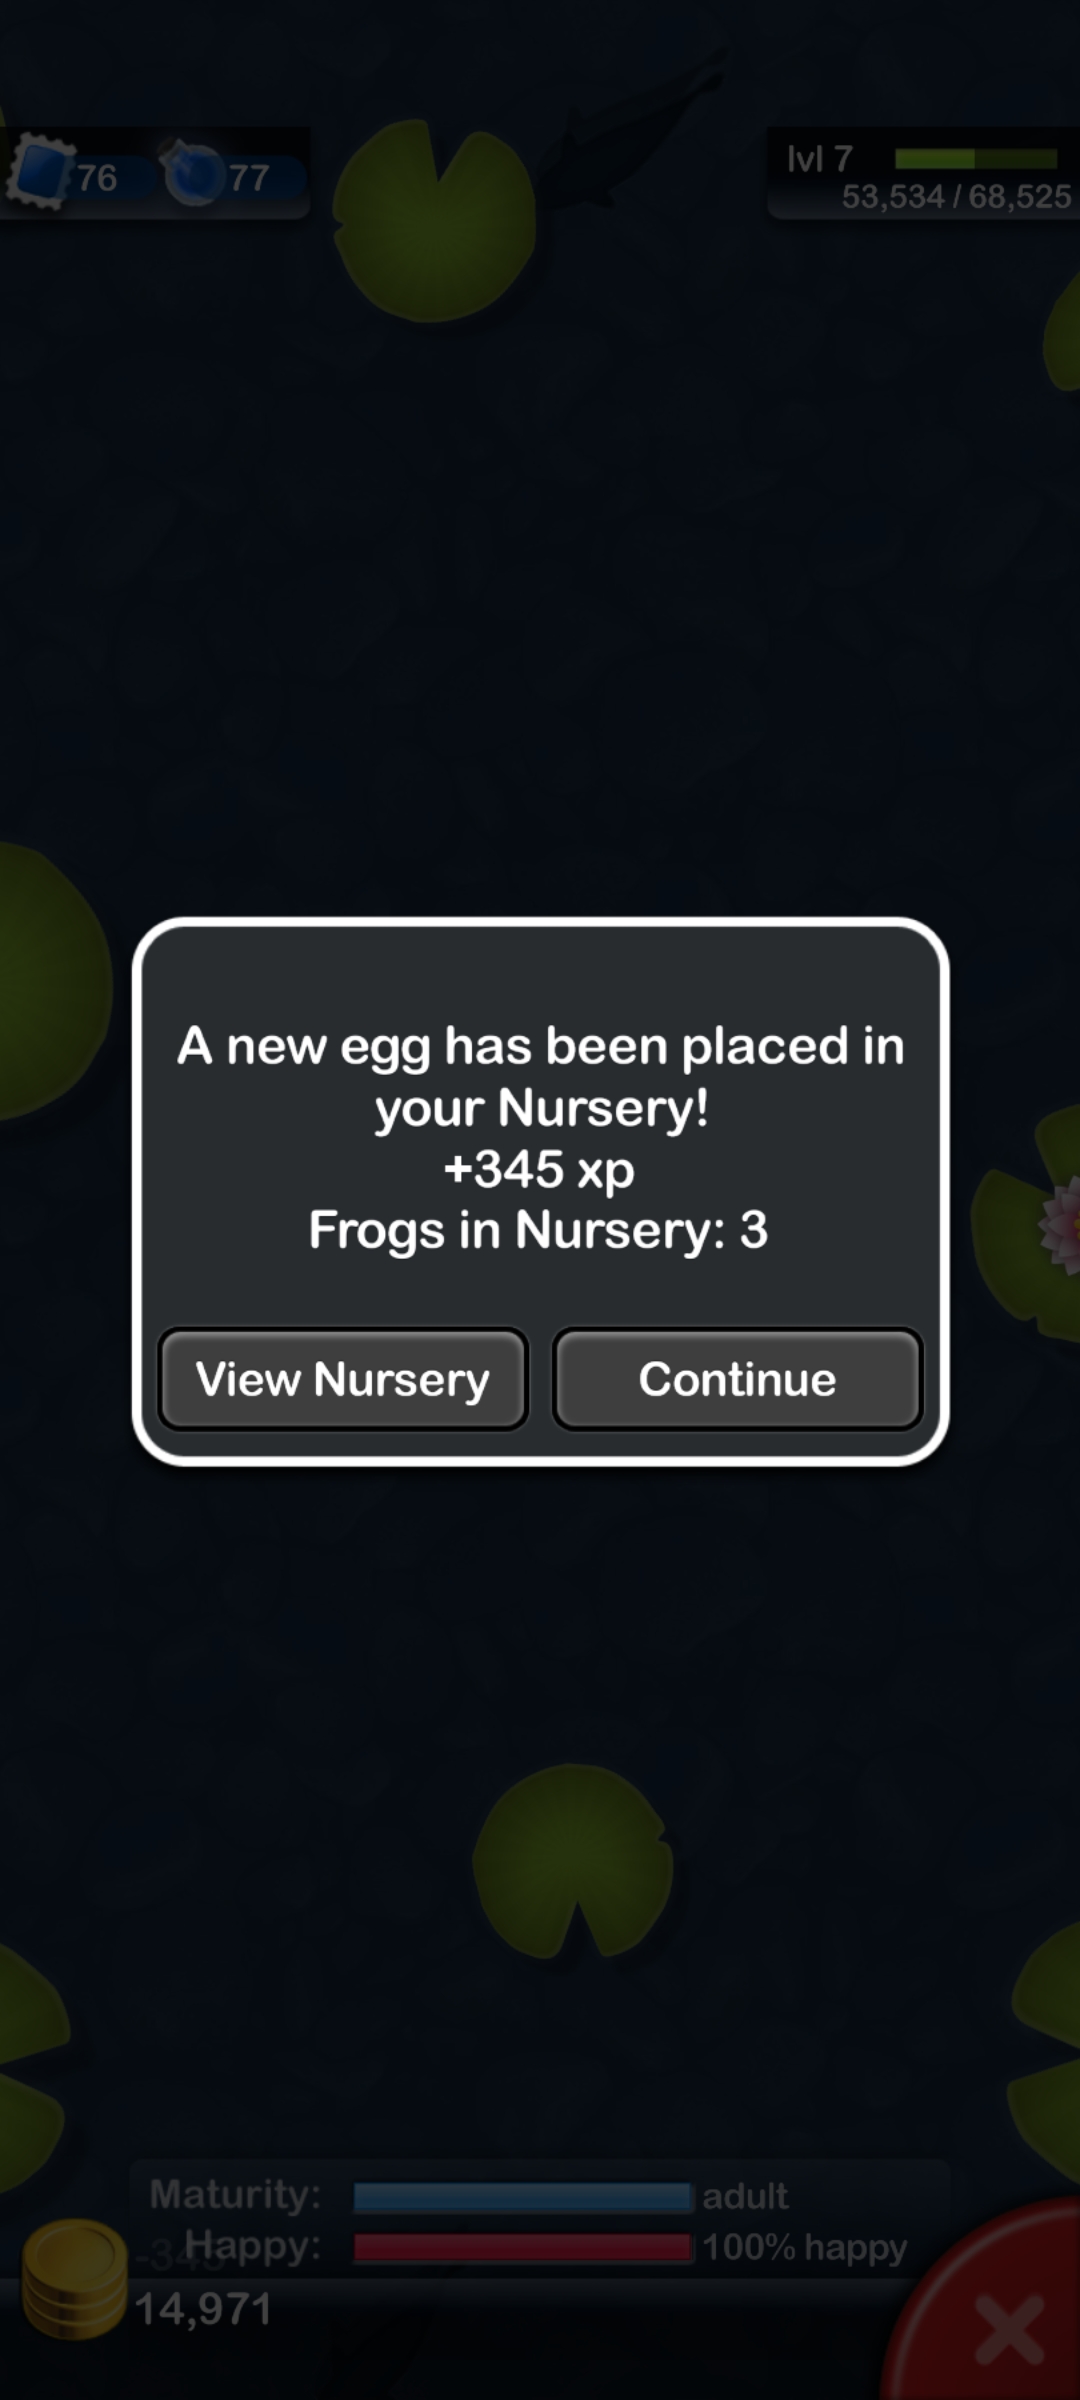 76 77
lvl 7
53,534 / 68,525
A new egg has been placed in
your Nursery!
+345 xp
Frogs in Nursery: 3
View Nursery Continue
Maturity: adult
Happy: 100% happy
14,971